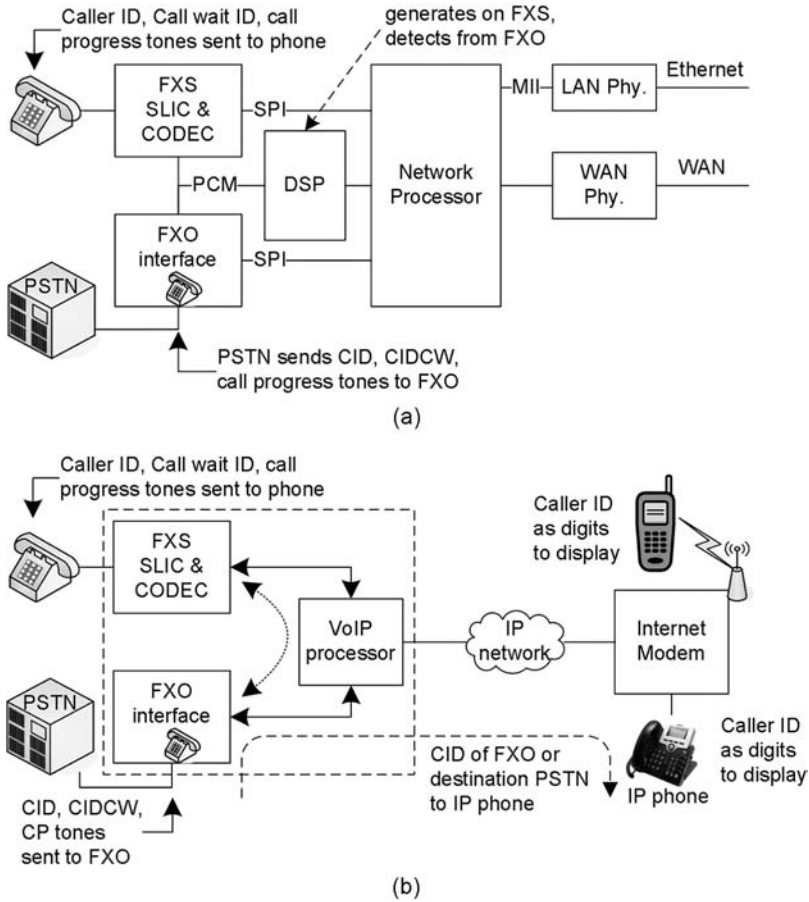 Caller ID, Call wait ID, call
progress tones sent to phone
generates on FXS,
detects from FXO
FXS
SLIC &
CODEC
SPI
MII
LAN Phy.
Ethernet
PCM
DSP
Network
Processor
WAN
Phy.
WAN
FXO
interface
SPI
PSTN
PSTN sends CID, CIDCW,
call progress tones to FXO
(a)
Caller ID, Call wait ID, call
progress tones sent to phone
Caller ID
as digits
to display
FXS
SLIC &
CODEC
VoIP
processor
IP
network
Internet
Modem
PSTN
FXO
interface
CID of FXO or
destination PSTN
to IP phone
IP phone
Caller ID
as digits
to display
CID, CIDCW,
CP tones
sent to FXO
(b)